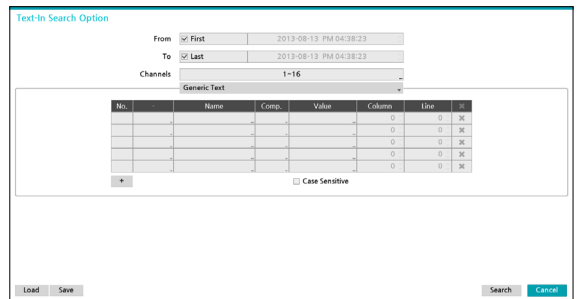 Text-In Search Option
From First 2013-08-13 PM 04:38:23
To Last 2013-08-13 PM 04:38:23
Channels 1~16
Generic Text
No. - Name Comp. Value Column Line
0 0
0 0
0 0
0 0
0 0
+ Case Sensitive
Load Save Search Cancel